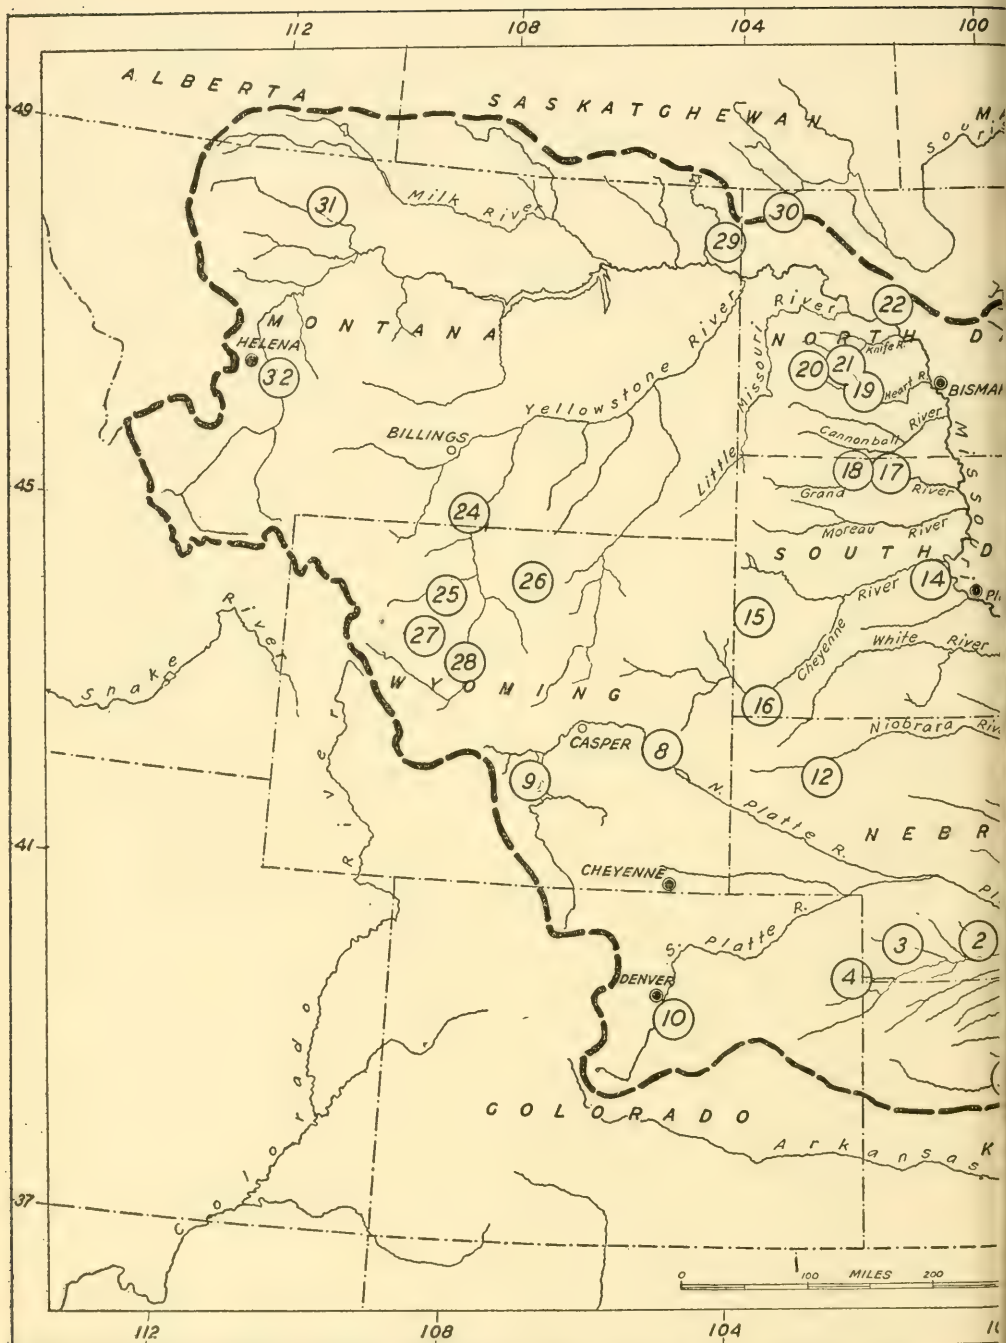 112 108 104 100
ALBERTA
SASKATCHEWAN
49
Souris
31
Milk River
30
29
22
MONTANA
HELENA
32
Missouri River
NORTH
Knife R.
20 21 19
Heart R.
BISMAR
Yellowstone River
BILLINGS
Little
Cannonball River
Missouri
45
18 17
Grand River
Moreau River
24
SOUTH D
26
25
14
15
River
Cheyenne
White River
27
28
Snake River
WYOMING
16
Niobrara Riv
CASPER
8
12
9
N. Platte R.
NEBR
41
River
CHEYENNE
S. Platte R.
3 2
4
DENVER
10
Colorado
COLORADO
Arkansas
K
37
0 100 MILES 200
112 108 104